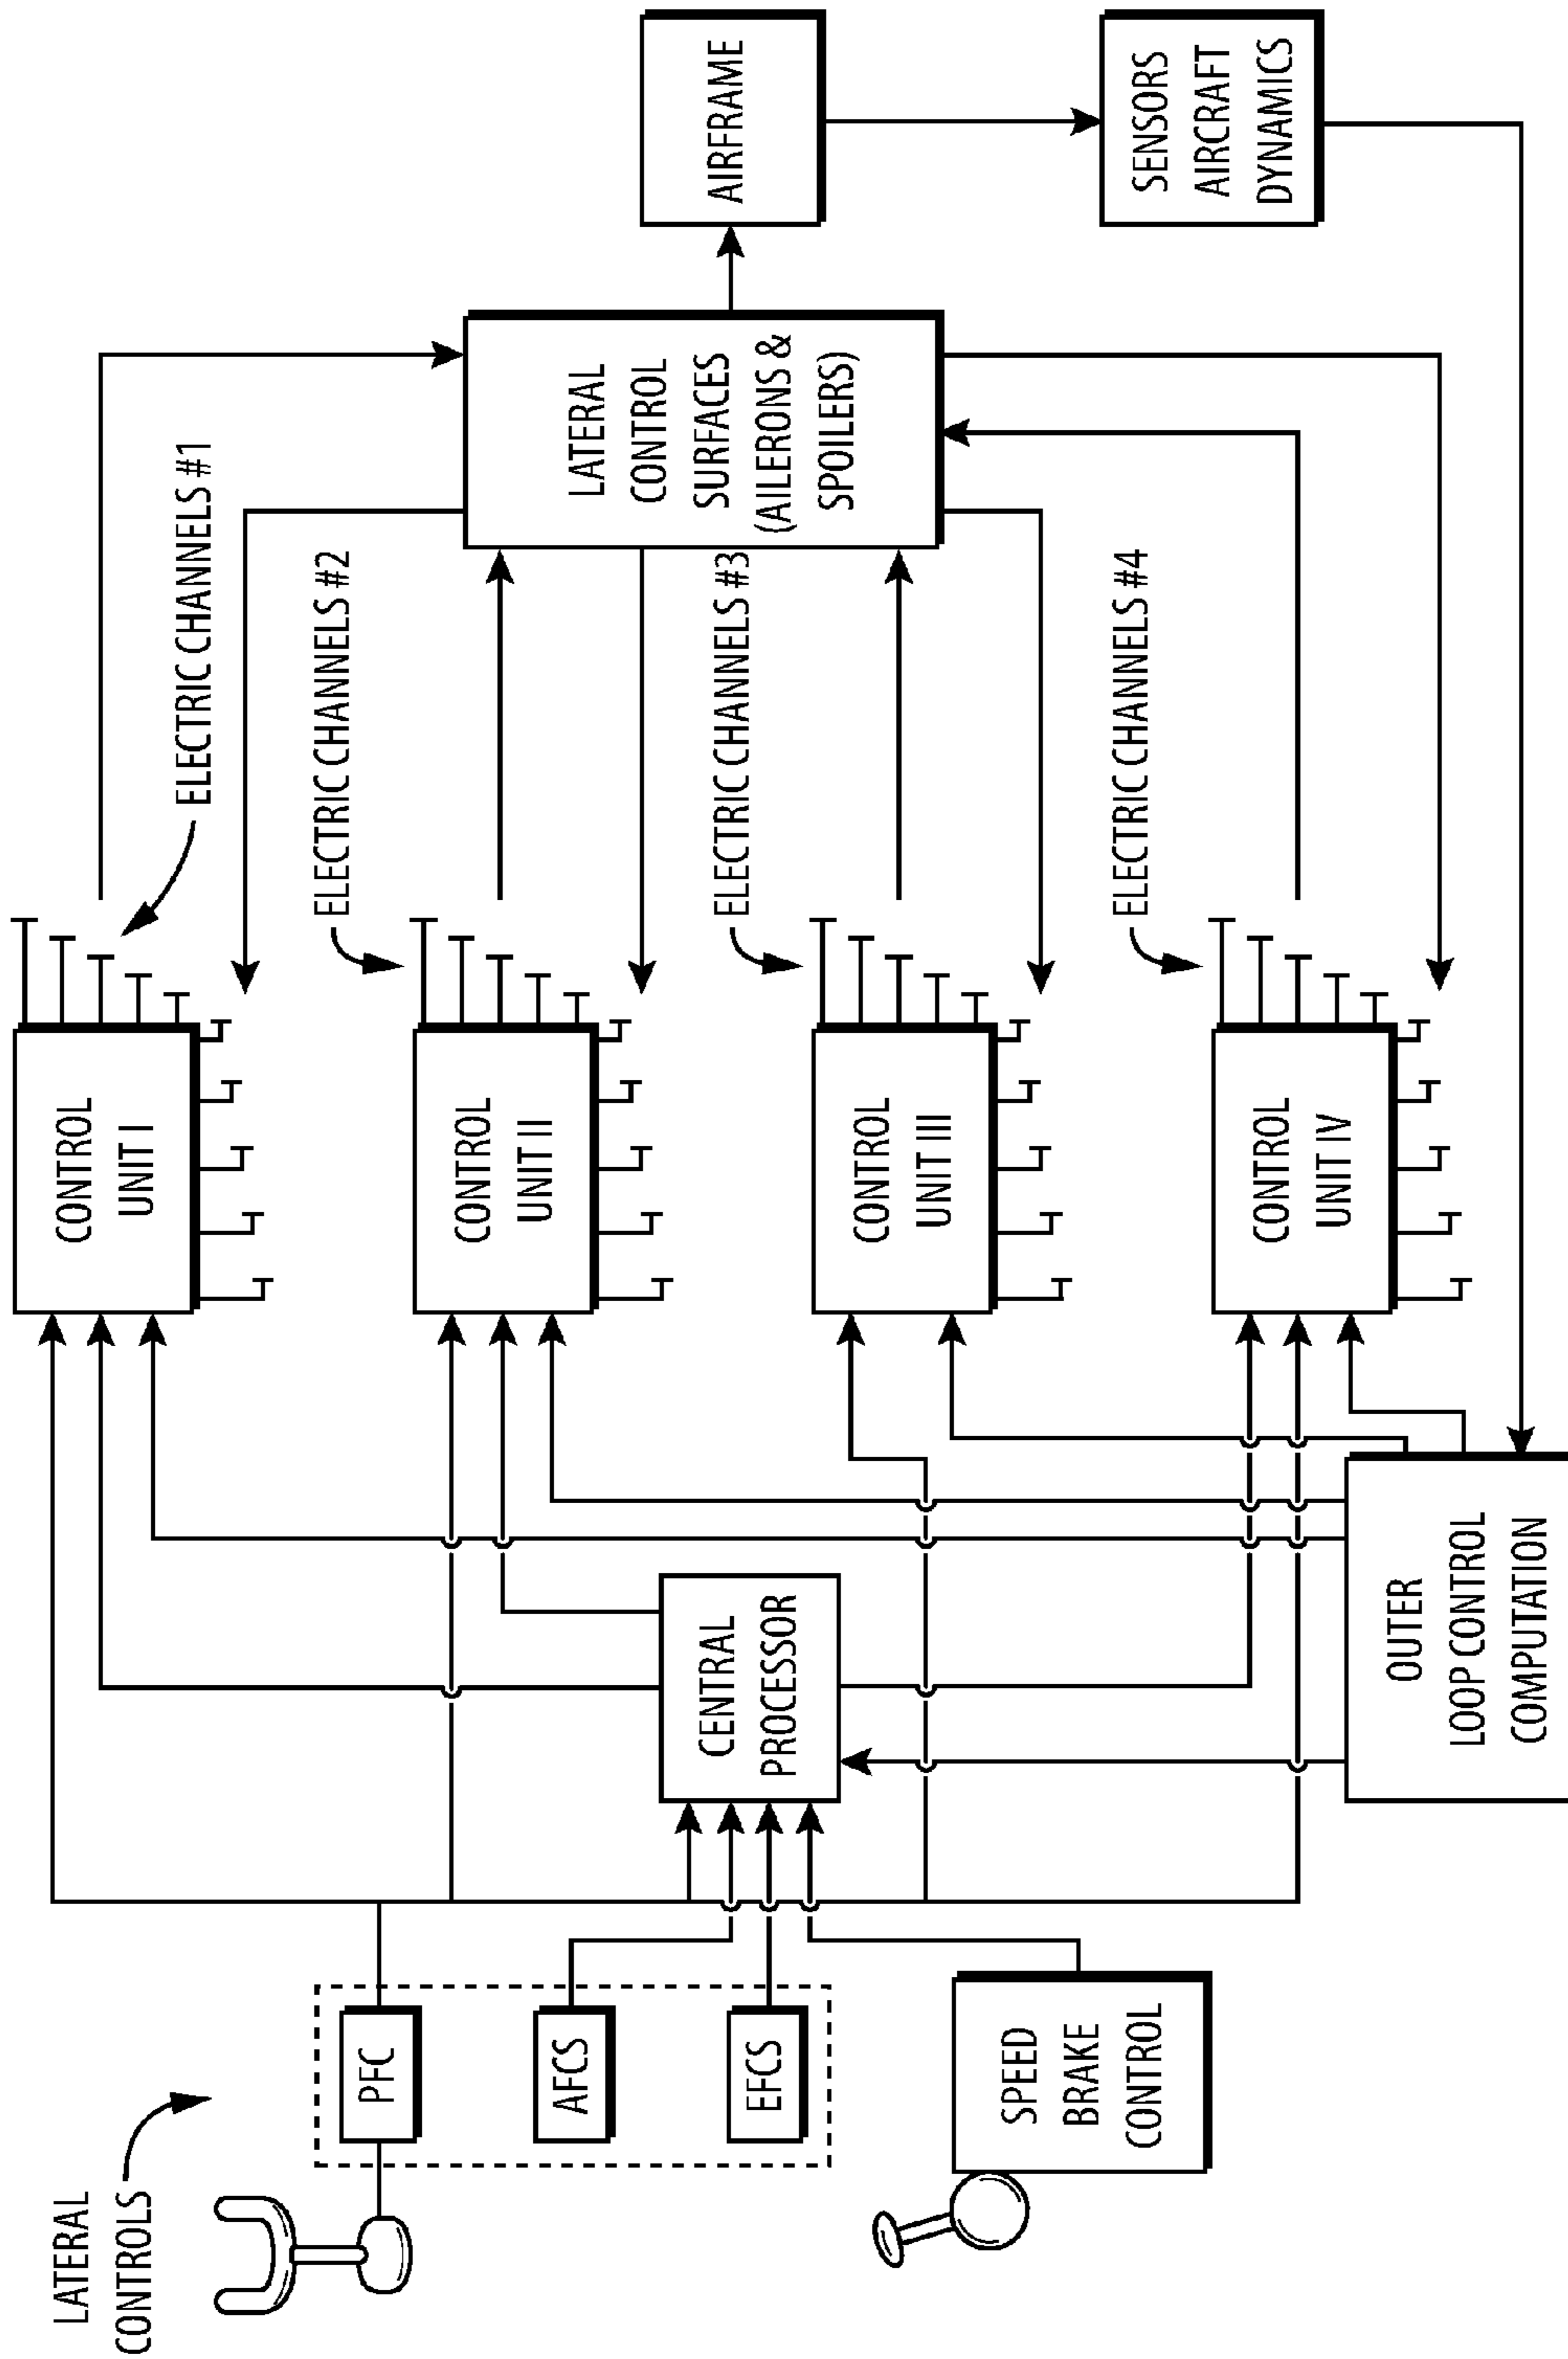 LATERAL
CONTROLS
PFC
AFCS
EFCS
SPEED
BRAKE
CONTROL
CENTRAL
PROCESSOR
OUTER
LOOP CONTROL
COMPUTATION
CONTROL
UNIT I
CONTROL
UNIT II
CONTROL
UNIT III
CONTROL
UNIT IV
ELECTRIC CHANNELS #1
ELECTRIC CHANNELS #2
ELECTRIC CHANNELS #3
ELECTRIC CHANNELS #4
LATERAL
CONTROL
SURFACES
(AILERONS &
SPOILERS)
AIRFRAME
SENSORS
AIRCRAFT
DYNAMICS